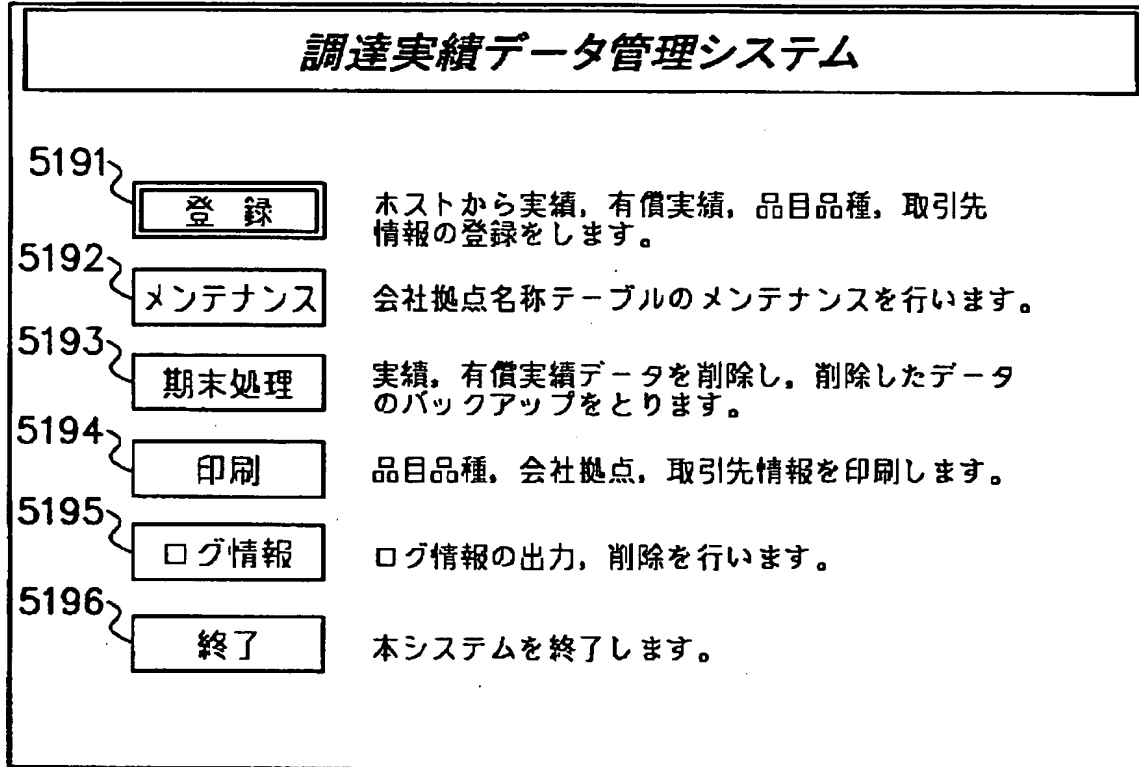 調達実績データ管理システム
5191
登 録
ホストから実績, 有償実績, 品目品種, 取引先
情報の登録をします。
5192
メンテナンス
会社拠点名称テーブルのメンテナンスを行います。
5193
期末処理
実績, 有償実績データを削除し, 削除したデータ
のバックアップをとります。
5194
印刷
品目品種, 会社拠点, 取引先情報を印刷します。
5195
ログ情報
ログ情報の出力, 削除を行います。
5196
終了
本システムを終了します。